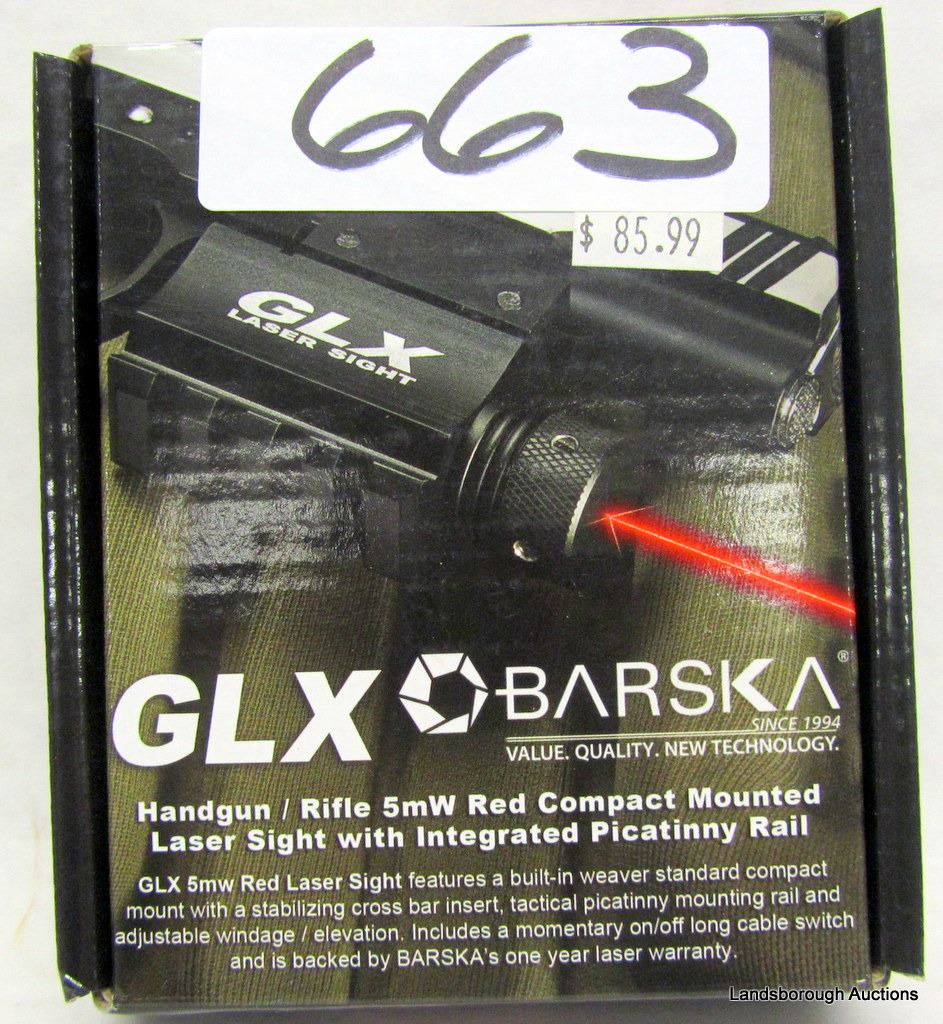 663
$ 85.99
GLX
LASER SIGHT
GLX BARSKA®
SINCE 1994
VALUE. QUALITY. NEW TECHNOLOGY.
Handgun / Rifle 5mW Red Compact Mounted
Laser Sight with Integrated Picatinny Rail
GLX 5mw Red Laser Sight features a built-in weaver standard compact
mount with a stabilizing cross bar insert, tactical picatinny mounting rail and
adjustable windage / elevation. Includes a momentary on/off long cable switch
and is backed by BARSKA's one year laser warranty.
Landsborough Auctions